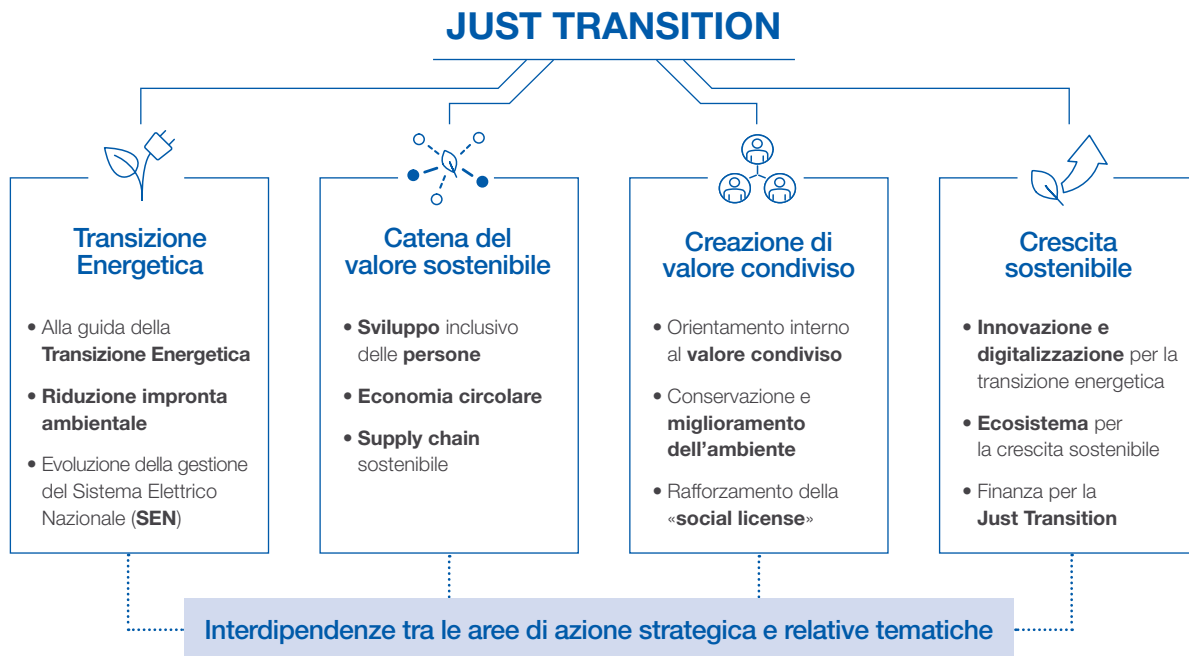 JUST TRANSITION
Transizione
Energetica
• Alla guida della
Transizione Energetica
• Riduzione impronta
ambientale
• Evoluzione della gestione
del Sistema Elettrico
Nazionale (SEN)
Catena del
valore sostenibile
• Sviluppo inclusivo
delle persone
• Economia circolare
• Supply chain
sostenibile
Creazione di
valore condiviso
• Orientamento interno
al valore condiviso
• Conservazione e
miglioramento
dell’ambiente
• Rafforzamento della
«social license»
Crescita
sostenibile
• Innovazione e
digitalizzazione per la
transizione energetica
• Ecosistema per
la crescita sostenibile
• Finanza per la
Just Transition
Interdipendenze tra le aree di azione strategica e relative tematiche